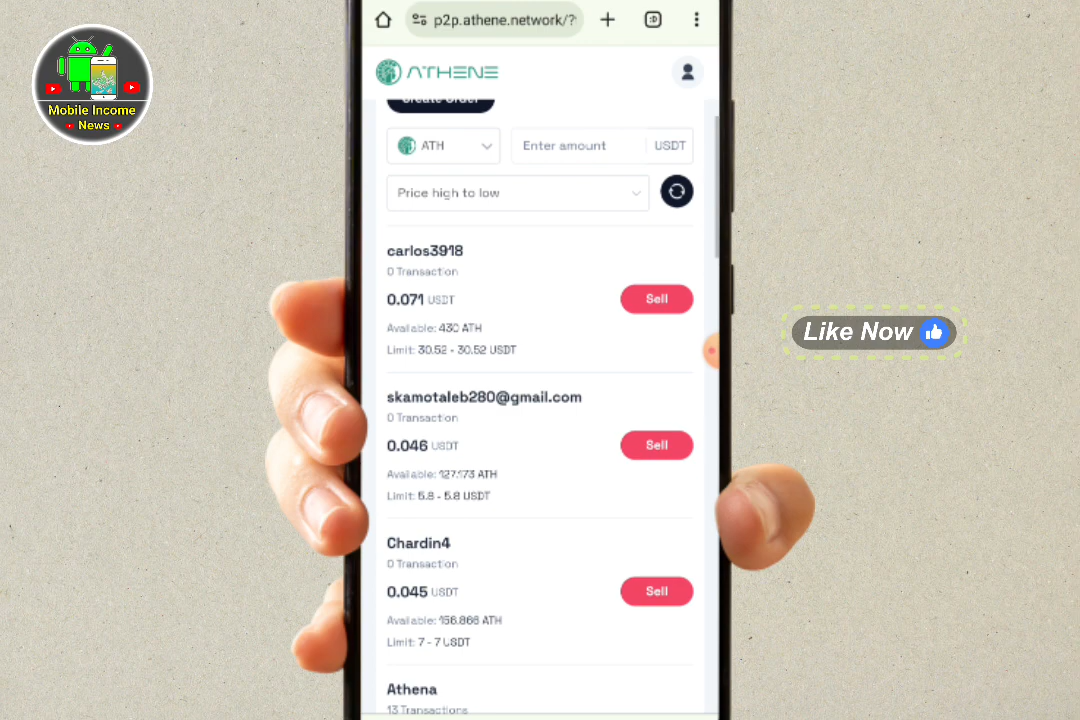 Mobile Income
News
p2p.athene.network/?
ATHENE
Create Order
ATH
Enter amount
USDT
Price high to low
carlos3918
0 Transaction
0.071 USDT
Sell
Available: 430 ATH
Limit: 30.52 - 30.52 USDT
skamotaleb280@gmail.com
0 Transaction
0.046 USDT
Sell
Available: 127.173 ATH
Limit: 5.8 - 5.8 USDT
Chardin4
0 Transaction
0.045 USDT
Sell
Available: 156.866 ATH
Limit: 7 - 7 USDT
Athena
13 Transactions
Like Now